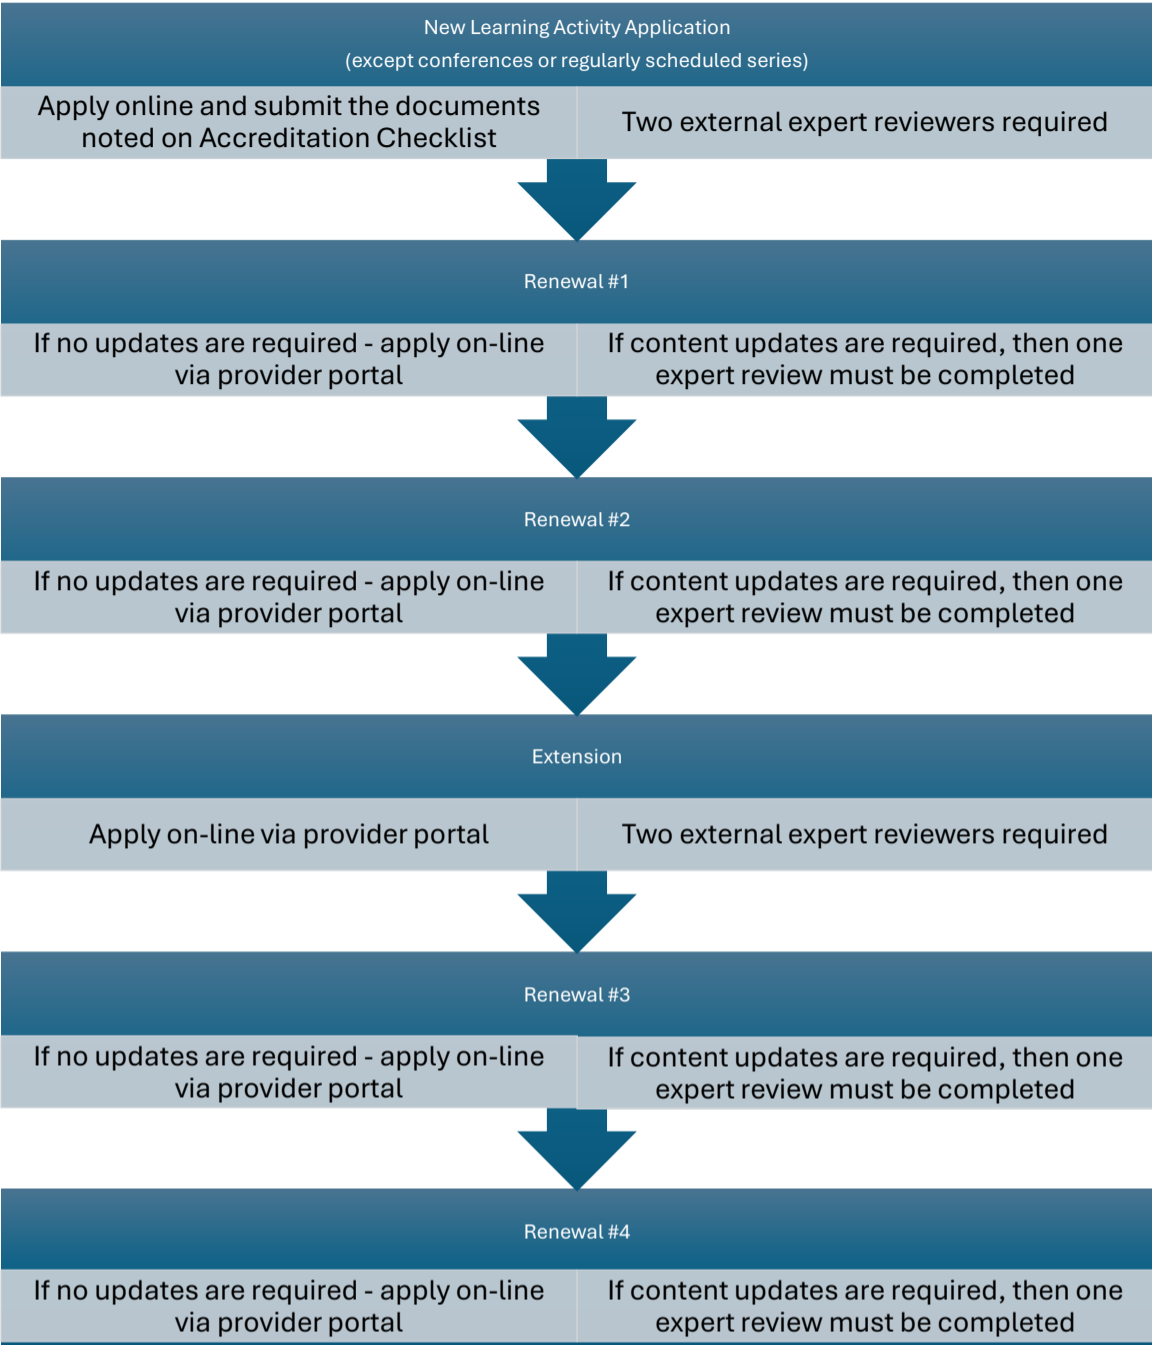 New Learning Activity Application
(except conferences or regularly scheduled series)
Apply online and submit the documents
noted on Accreditation Checklist
Two external expert reviewers required
Renewal #1
If no updates are required - apply on-line
via provider portal
If content updates are required, then one
expert review must be completed
Renewal #2
If no updates are required - apply on-line
via provider portal
If content updates are required, then one
expert review must be completed
Extension
Apply on-line via provider portal
Two external expert reviewers required
Renewal #3
If no updates are required - apply on-line
via provider portal
If content updates are required, then one
expert review must be completed
Renewal #4
If no updates are required - apply on-line
via provider portal
If content updates are required, then one
expert review must be completed